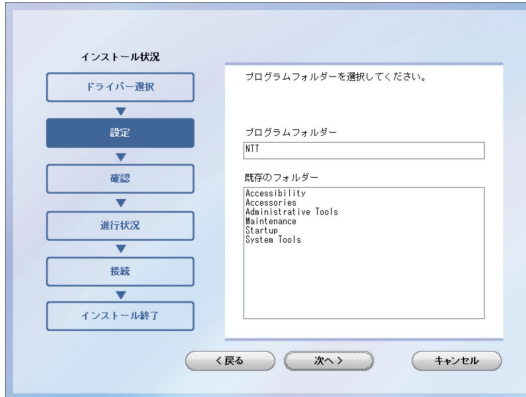 インストール状況
ドライバー選択
設定
確認
進行状況
接続
インストール終了
プログラムフォルダーを選択してください。
プログラムフォルダー
NTT
既存のフォルダー
Accessibility
Accessories
Administrative Tools
Maintenance
Startup
System Tools
<戻る
次へ>
キャンセル